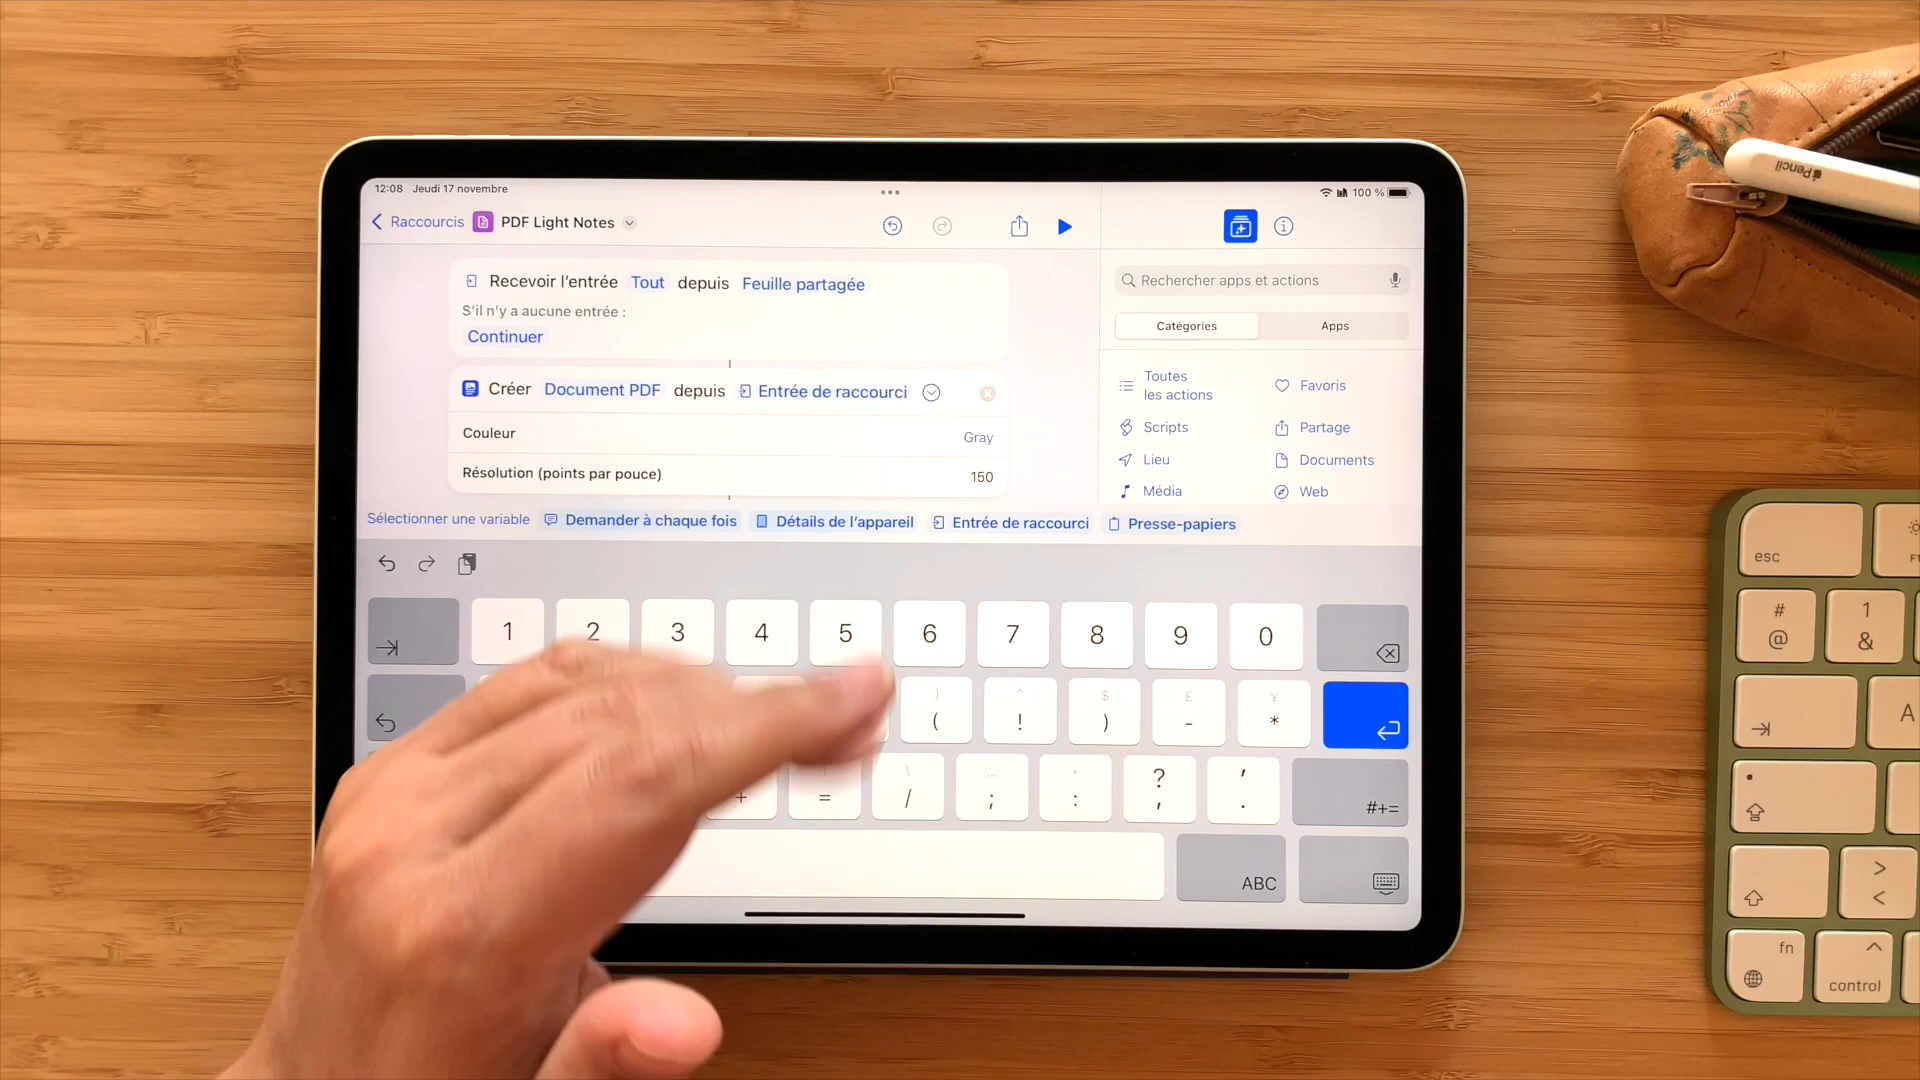 12:08 Jeudi 17 novembre
100 %
Raccourcis PDF Light Notes
Recevoir l'entrée Tout depuis Feuille partagée
S'il n'y a aucune entrée :
Continuer
Créer Document PDF depuis Entrée de raccourci
Couleur Gray
Résolution (points par pouce) 150
Rechercher apps et actions
Catégories Apps
Toutes les actions
Favoris
Scripts Partage
Lieu Documents
Média Web
Sélectionner une variable Demander à chaque fois Détails de l'appareil Entrée de raccourci Presse-papiers
1 2 3 4 5 6 7 8 9 0
} ^ $ £ ¥
( ! ) - *
\ … · ? '
+ = / ; : , . #+=
ABC
Pencil
esc
# 1
@ &
A
> <
fn ^
control